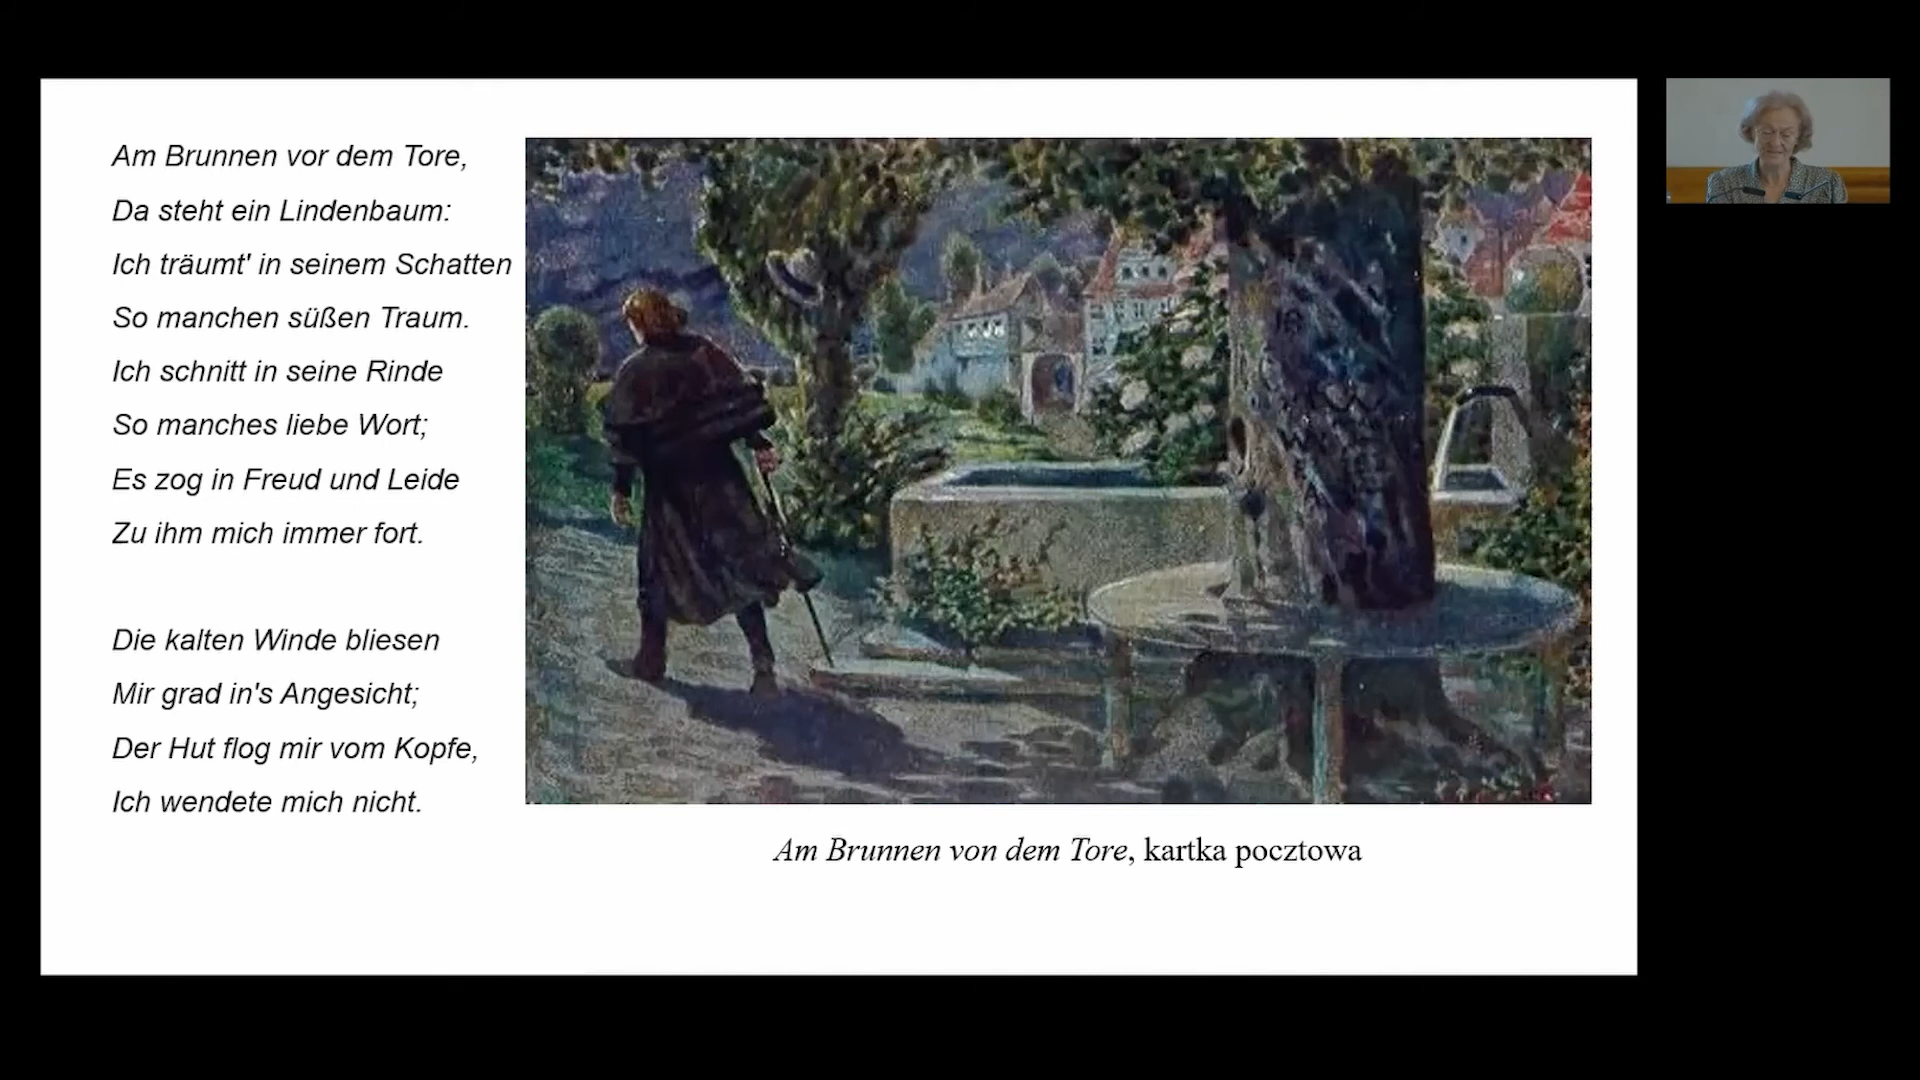 Am Brunnen vor dem Tore,
Da steht ein Lindenbaum:
Ich träumt' in seinem Schatten
So manchen süßen Traum.
Ich schnitt in seine Rinde
So manches liebe Wort;
Es zog in Freud und Leide
Zu ihm mich immer fort.
Die kalten Winde bliesen
Mir grad in's Angesicht;
Der Hut flog mir vom Kopfe,
Ich wendete mich nicht.
Am Brunnen von dem Tore, kartka pocztowa